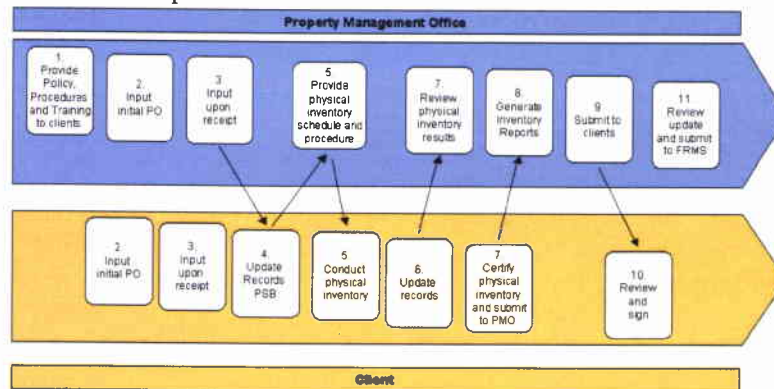 Property Management Office
1.
Provide
Policy,
Procedures
and Training
to clients
2.
Input
initial PO
3.
Input
upon
receipt
5
Provide
physical
inventory
schedule and
procedure
7.
Review
physical
inventory
results
8.
Generate
Inventory
Reports
9
Submit to
clients
11
Review
update
and submit
to FRMS
2
Input
initial PO
3.
Input
upon
receipt
4.
Update
Records
PSB
5
Conduct
physical
inventory
6.
Update
records
7
Certify
physical
inventory
and submit
to PMO
10.
Review
and
sign
Client